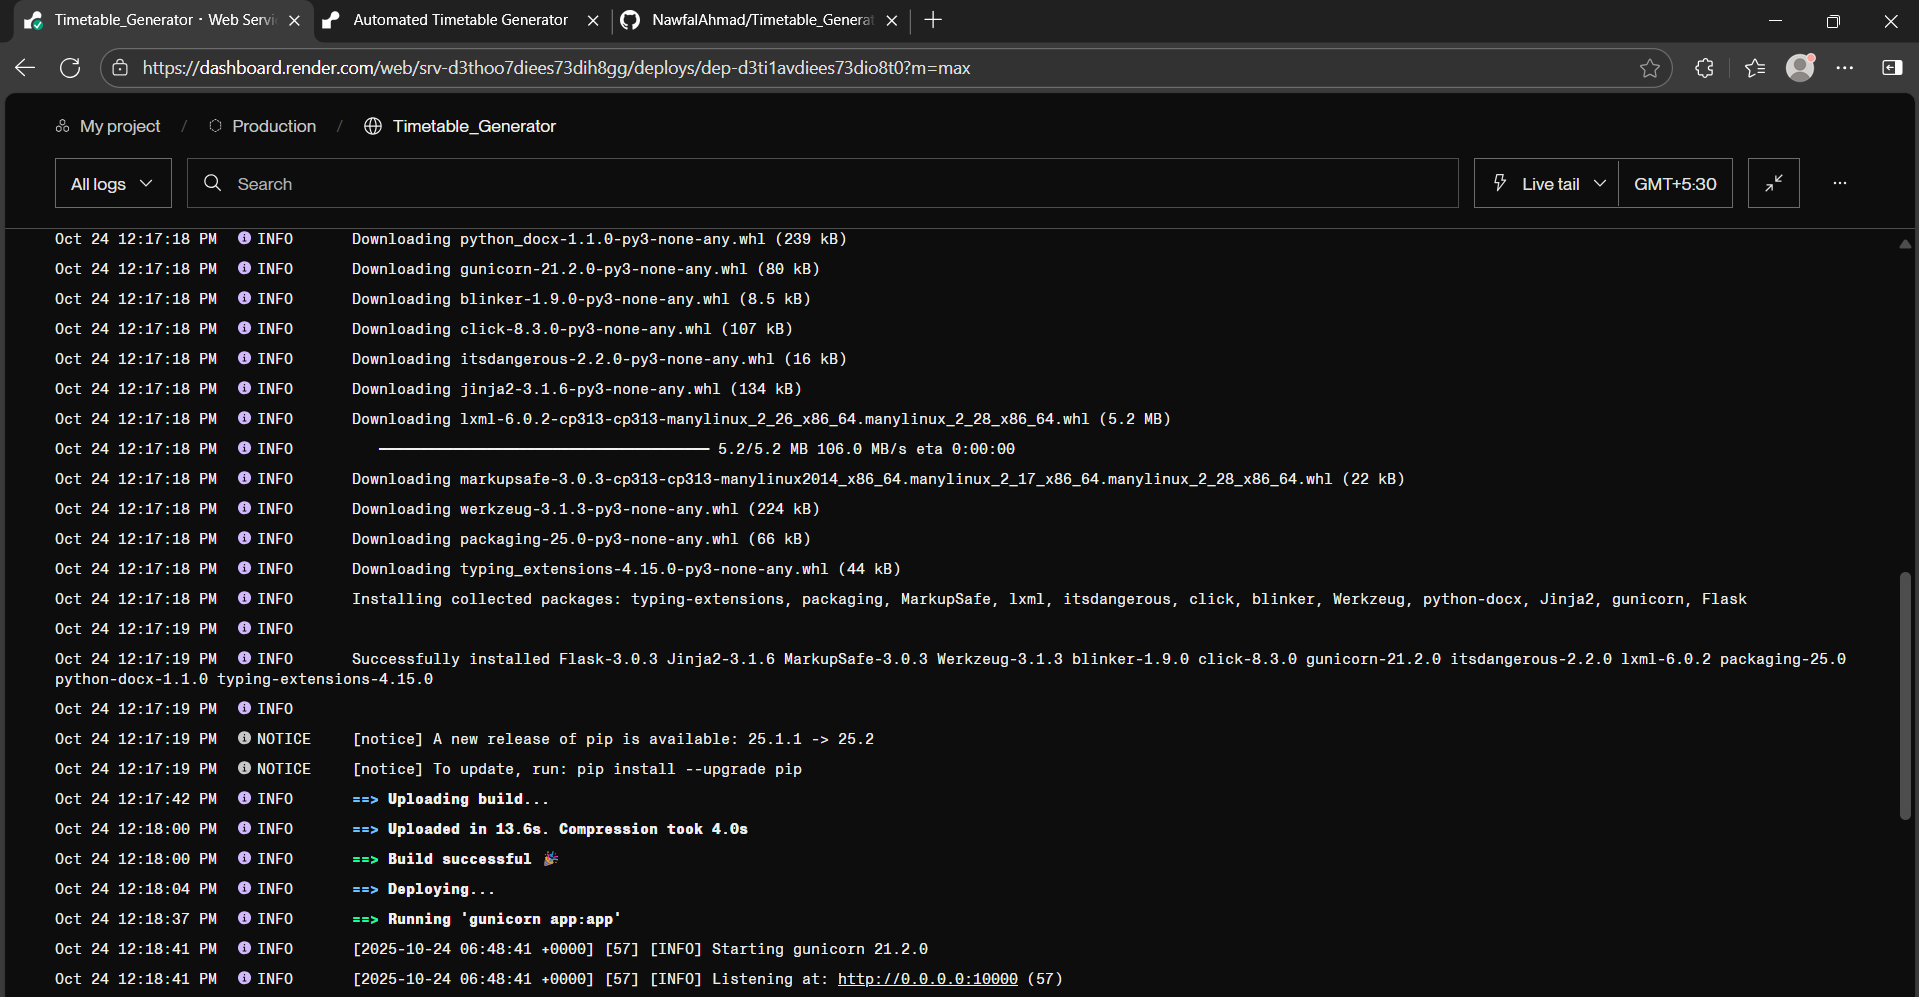 Timetable_Generator · Web Servi
Automated Timetable Generator
NawfalAhmad/Timetable_Generat
https://dashboard.render.com/web/srv-d3thoo7diees73dih8gg/deploys/dep-d3ti1avdiees73dio8t0?m=max
My project / Production / Timetable_Generator
All logs Search Live tail GMT+5:30
Oct 24 12:17:18 PM INFO Downloading python_docx-1.1.0-py3-none-any.whl (239 kB)
Oct 24 12:17:18 PM INFO Downloading gunicorn-21.2.0-py3-none-any.whl (80 kB)
Oct 24 12:17:18 PM INFO Downloading blinker-1.9.0-py3-none-any.whl (8.5 kB)
Oct 24 12:17:18 PM INFO Downloading click-8.3.0-py3-none-any.whl (107 kB)
Oct 24 12:17:18 PM INFO Downloading itsdangerous-2.2.0-py3-none-any.whl (16 kB)
Oct 24 12:17:18 PM INFO Downloading jinja2-3.1.6-py3-none-any.whl (134 kB)
Oct 24 12:17:18 PM INFO Downloading lxml-6.0.2-cp313-cp313-manylinux_2_26_x86_64.manylinux_2_28_x86_64.whl (5.2 MB)
Oct 24 12:17:18 PM INFO ━━━━━━━━━━━━━━━━━━━━━━━━━━━━━━━━━━━━━━━━ 5.2/5.2 MB 106.0 MB/s eta 0:00:00
Oct 24 12:17:18 PM INFO Downloading markupsafe-3.0.3-cp313-cp313-manylinux2014_x86_64.manylinux_2_17_x86_64.manylinux_2_28_x86_64.whl (22 kB)
Oct 24 12:17:18 PM INFO Downloading werkzeug-3.1.3-py3-none-any.whl (224 kB)
Oct 24 12:17:18 PM INFO Downloading packaging-25.0-py3-none-any.whl (66 kB)
Oct 24 12:17:18 PM INFO Downloading typing_extensions-4.15.0-py3-none-any.whl (44 kB)
Oct 24 12:17:18 PM INFO Installing collected packages: typing-extensions, packaging, MarkupSafe, lxml, itsdangerous, click, blinker, Werkzeug, python-docx, Jinja2, gunicorn, Flask
Oct 24 12:17:19 PM INFO
Oct 24 12:17:19 PM INFO Successfully installed Flask-3.0.3 Jinja2-3.1.6 MarkupSafe-3.0.3 Werkzeug-3.1.3 blinker-1.9.0 click-8.3.0 gunicorn-21.2.0 itsdangerous-2.2.0 lxml-6.0.2 packaging-25.0
python-docx-1.1.0 typing-extensions-4.15.0
Oct 24 12:17:19 PM INFO
Oct 24 12:17:19 PM NOTICE [notice] A new release of pip is available: 25.1.1 -> 25.2
Oct 24 12:17:19 PM NOTICE [notice] To update, run: pip install --upgrade pip
Oct 24 12:17:42 PM INFO ==> Uploading build...
Oct 24 12:18:00 PM INFO ==> Uploaded in 13.6s. Compression took 4.0s
Oct 24 12:18:00 PM INFO ==> Build successful 🎉
Oct 24 12:18:04 PM INFO ==> Deploying...
Oct 24 12:18:37 PM INFO ==> Running 'gunicorn app:app'
Oct 24 12:18:41 PM INFO [2025-10-24 06:48:41 +0000] [57] [INFO] Starting gunicorn 21.2.0
Oct 24 12:18:41 PM INFO [2025-10-24 06:48:41 +0000] [57] [INFO] Listening at: http://0.0.0.0:10000 (57)